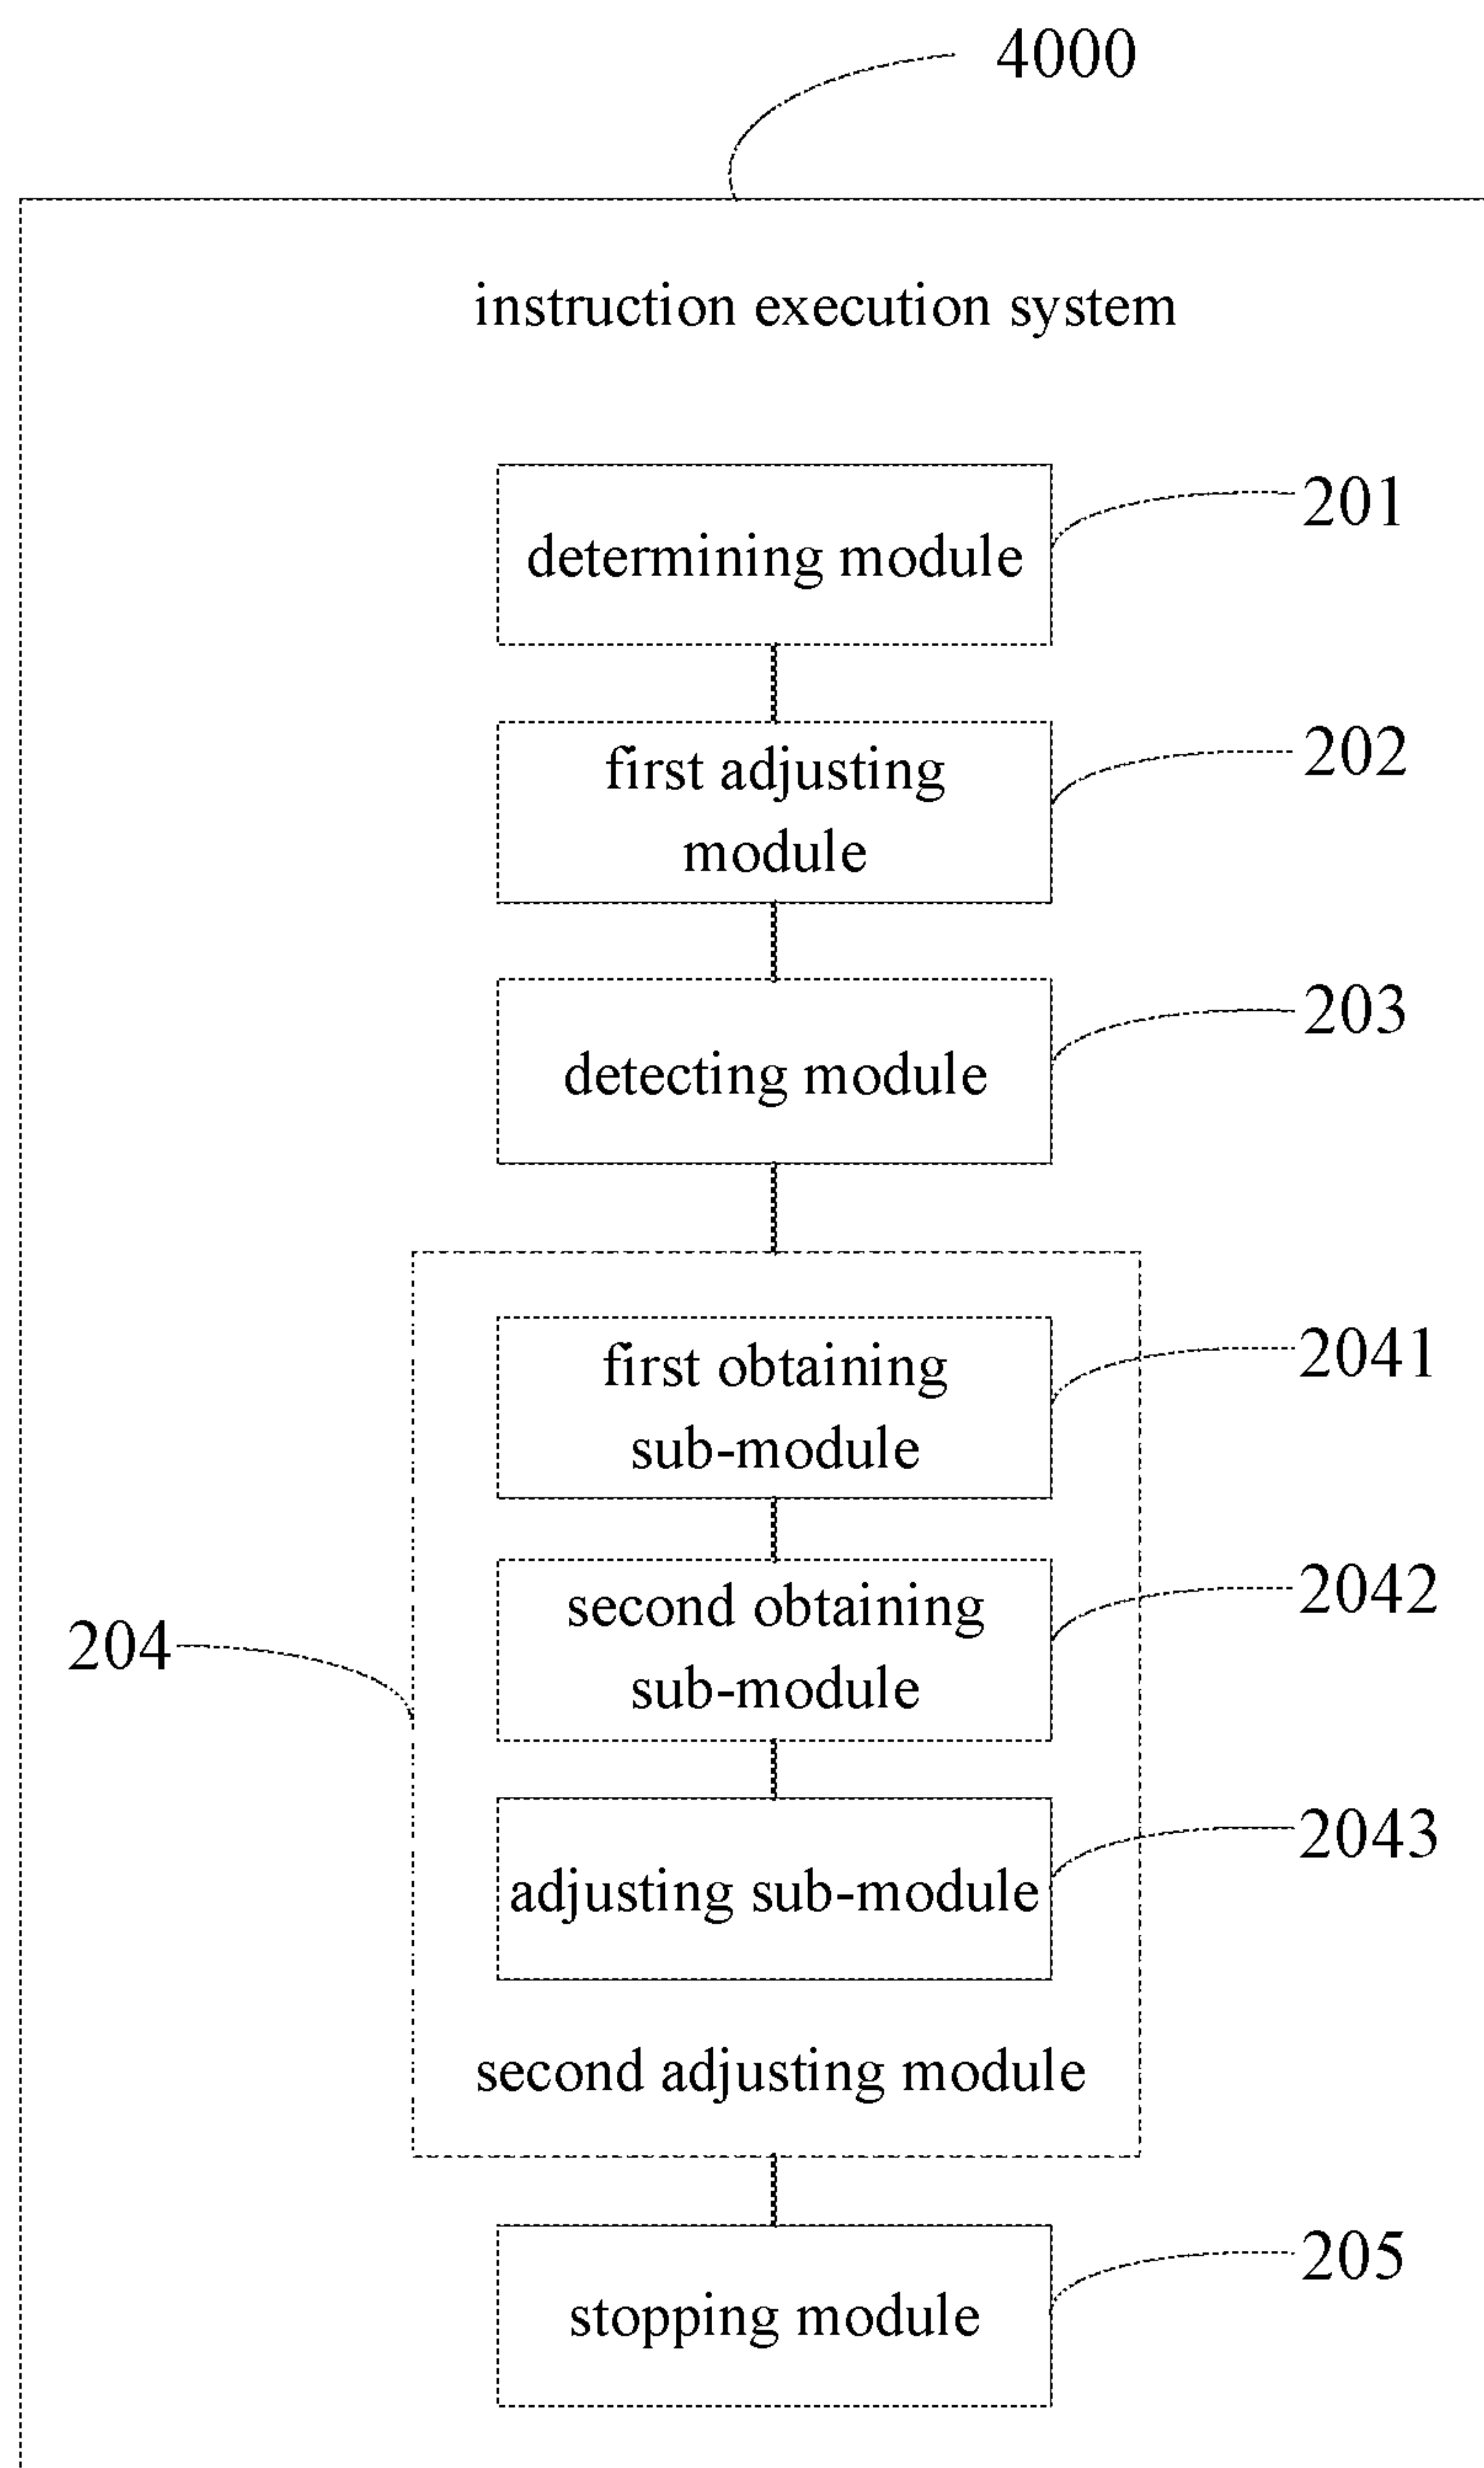 4000
instruction execution system
determining module
201
first adjusting
module
202
detecting module
203
first obtaining
sub-module
2041
second obtaining
sub-module
2042
204
adjusting sub-module
2043
second adjusting module
stopping module
205